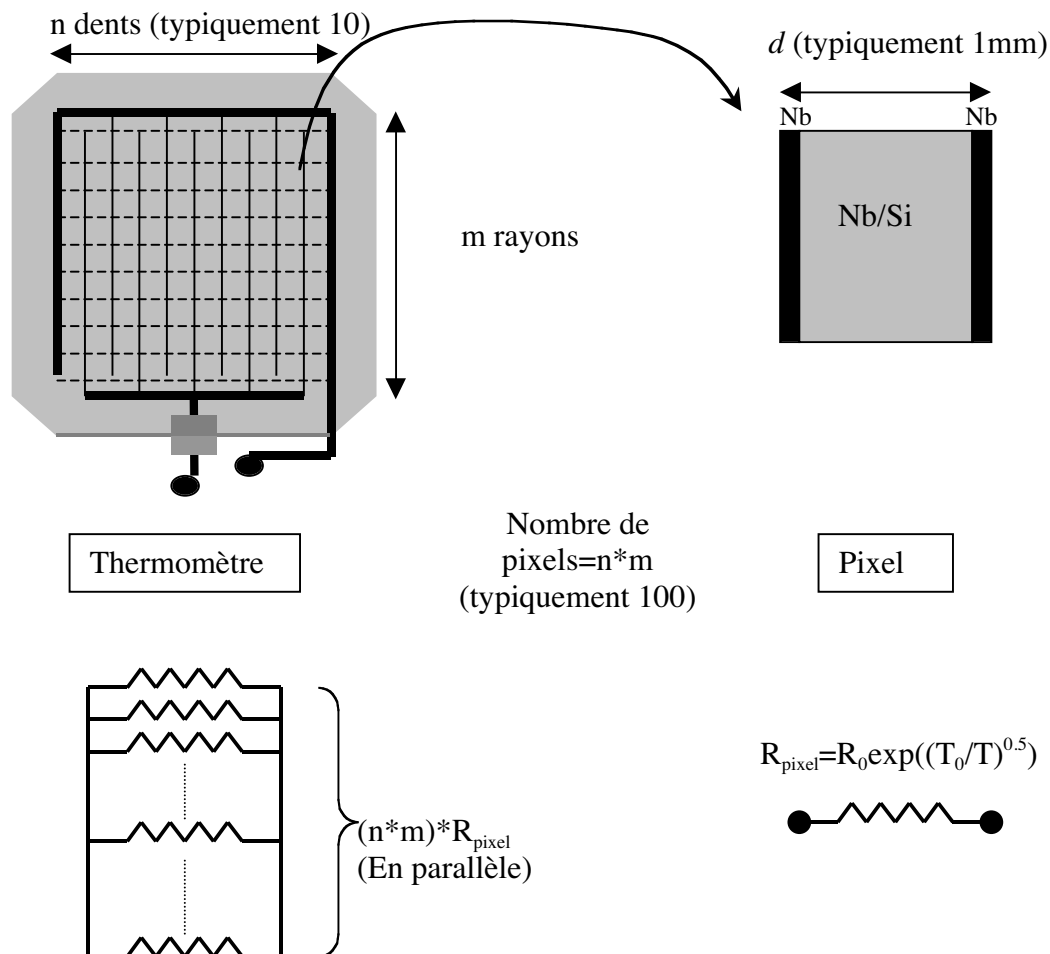 n dents (typiquement 10)
d (typiquement 1mm)
Nb Nb
Nb/Si
m rayons
Thermomètre
Nombre de
pixels=n*m
(typiquement 100)
Pixel
R_pixel=R_0exp((T_0/T)^0.5)
(n*m)*R_pixel
(En parallèle)